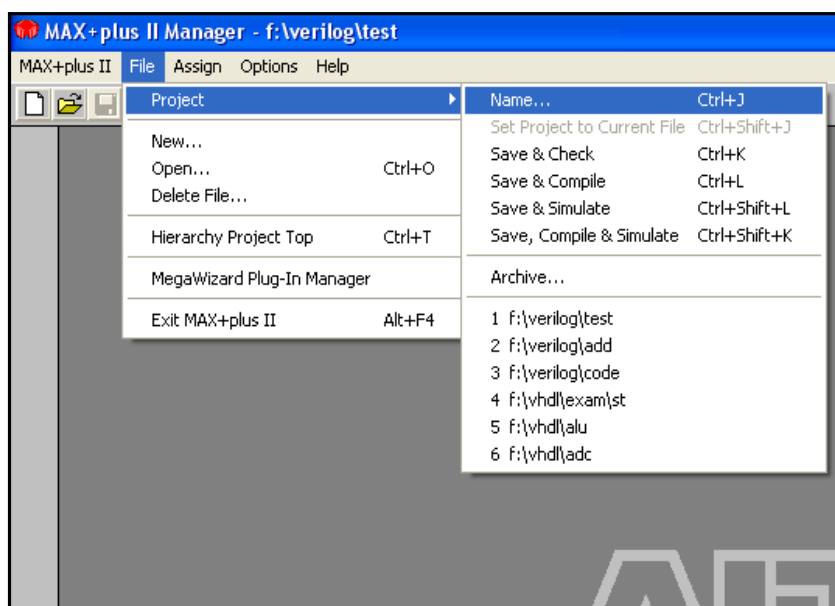 MAX+plus II Manager - f:\verilog\test
MAX+plus II File Assign Options Help
Project
New...
Open... Ctrl+O
Delete File...
Hierarchy Project Top Ctrl+T
MegaWizard Plug-In Manager
Exit MAX+plus II Alt+F4
Name... Ctrl+J
Set Project to Current File Ctrl+Shift+J
Save & Check Ctrl+K
Save & Compile Ctrl+L
Save & Simulate Ctrl+Shift+L
Save, Compile & Simulate Ctrl+Shift+K
Archive...
1 f:\verilog\test
2 f:\verilog\add
3 f:\verilog\code
4 f:\vhdl\exam\st
5 f:\vhdl\alu
6 f:\vhdl\adc